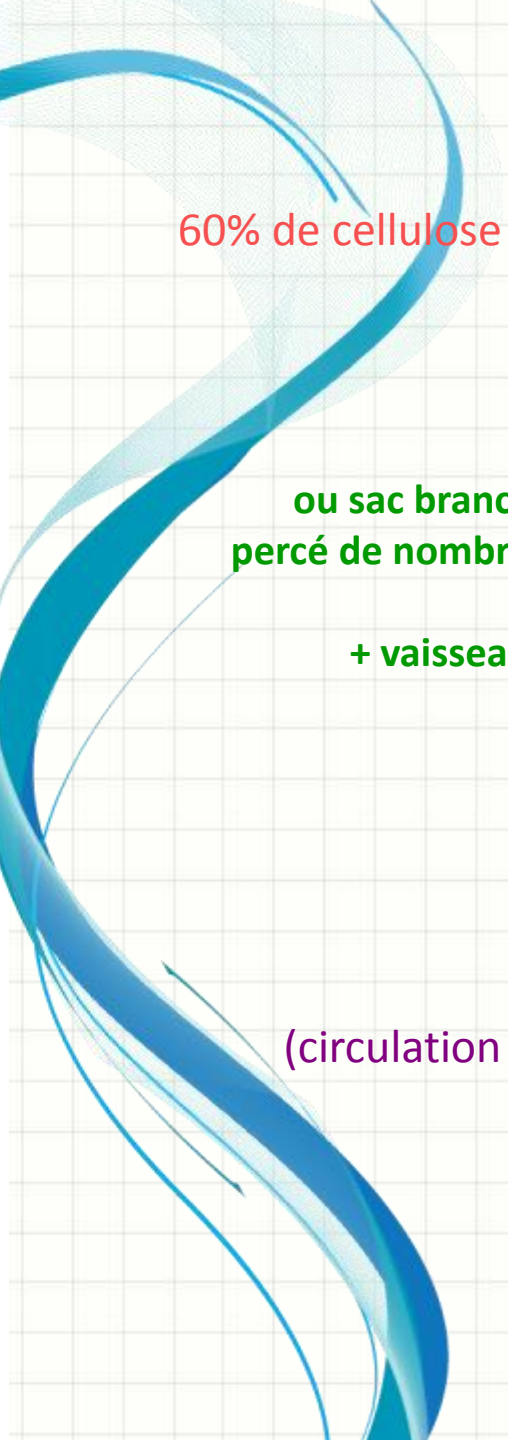 60% de cellulose
ou sac branc
percé de nombr
+ vaissea
(circulation